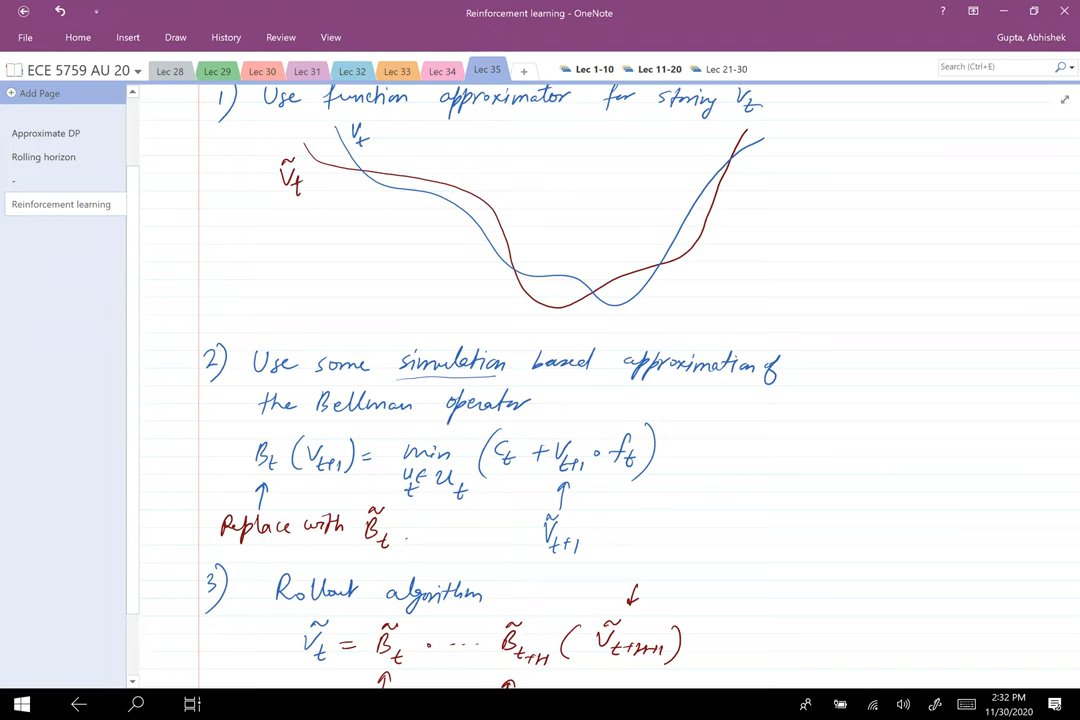 Reinforcement learning - OneNote
?
File Home Insert Draw History Review View
Gupta, Abhishek
ECE 5759 AU 20
Lec 28 Lec 29 Lec 30 Lec 31 Lec 32 Lec 33 Lec 34 Lec 35 + Lec 1-10 Lec 11-20 Lec 21-30
Search (Ctrl+E)
Add Page
Approximate DP
Rolling horizon
-
Reinforcement learning
1) Use function approximator for storing V_t
V_t
Ṽ_t
2) Use some simulation based approximation of
the Bellman operator
B_t (V_{t+1}) = min_{u_t ∈ U_t} (C_t + V_{t+1} ∘ f_t)
↑ ↑
Replace with B̃_t . Ṽ_{t+1}
3) Rollout algorithm
↓
Ṽ_t = B̃_t · ... B̃_{t+H} ( Ṽ_{t+H+1} )
↑ ↑
2:32 PM
11/30/2020